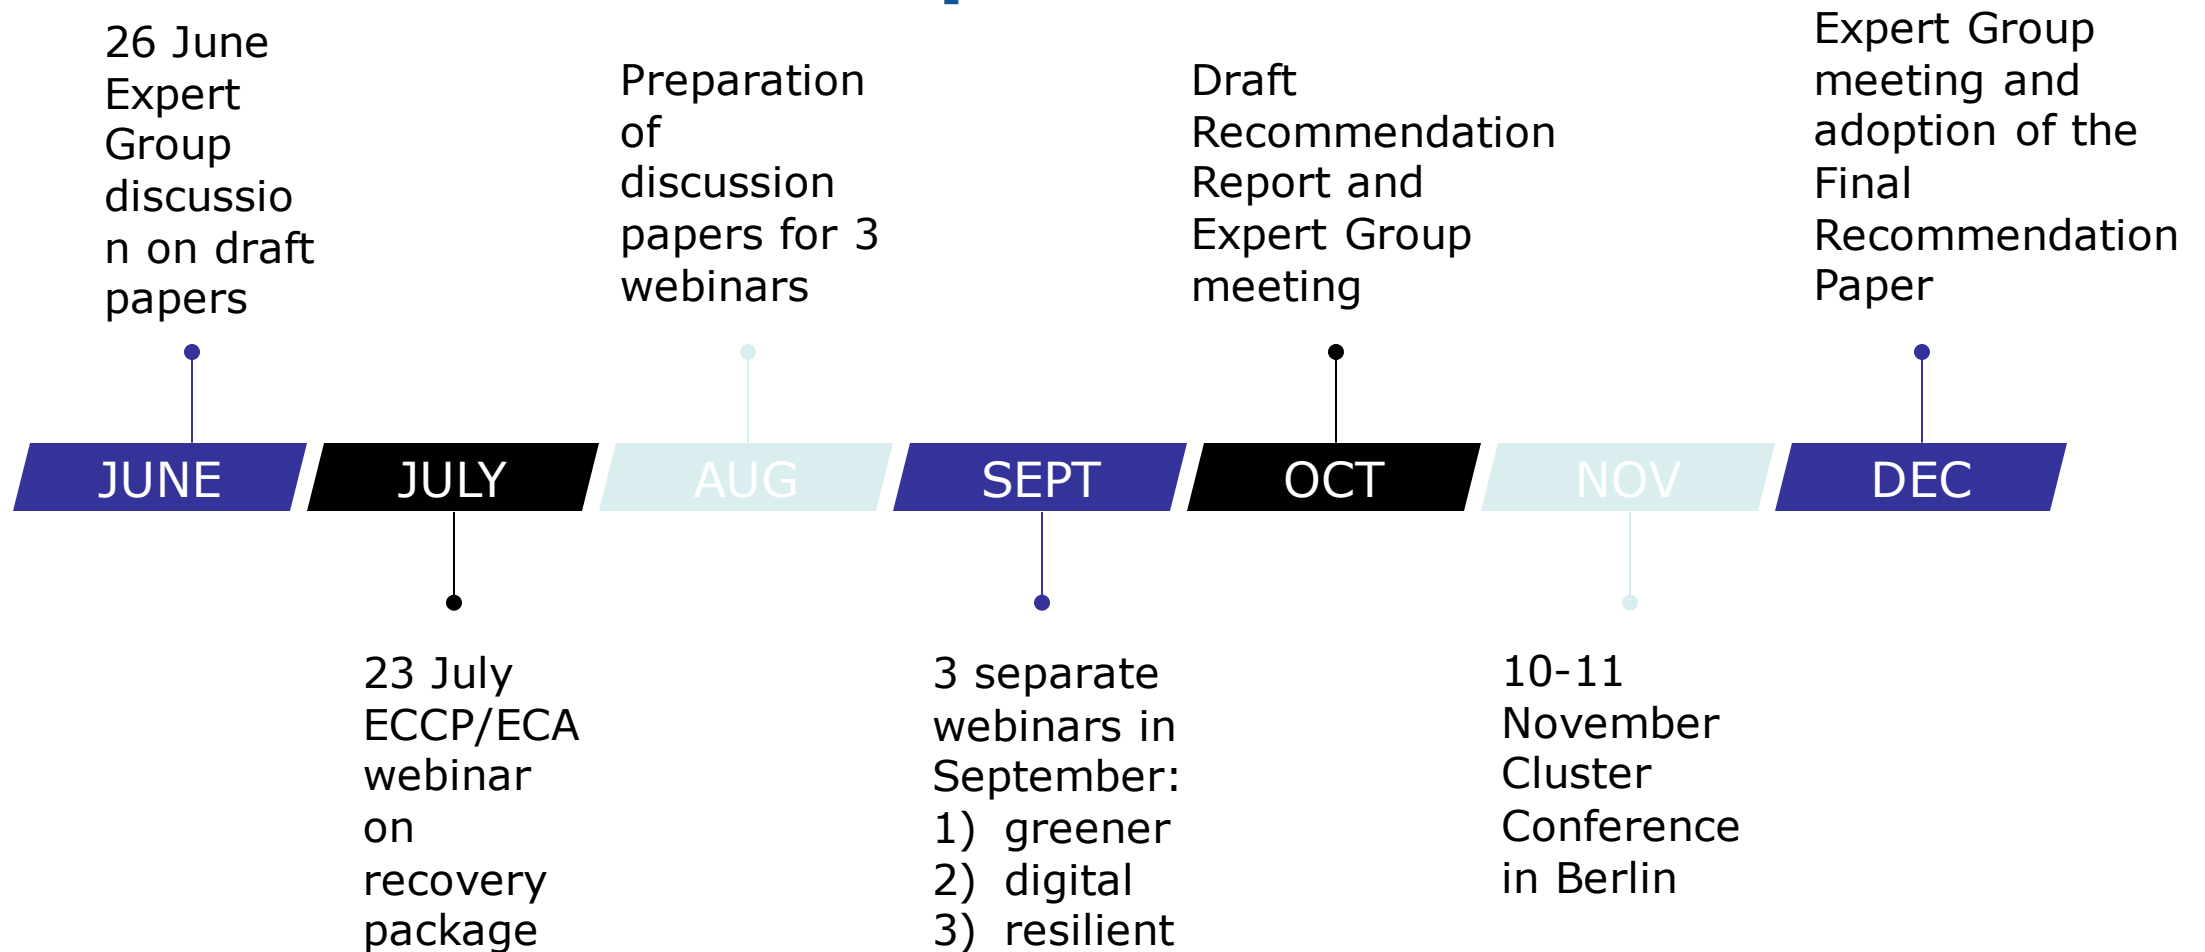 26 June
Expert
Group
discussio
n on draft
papers
Preparation
of
discussion
papers for 3
webinars
Draft
Recommendation
Report and
Expert Group
meeting
Expert Group
meeting and
adoption of the
Final
Recommendation
Paper
JUNE
JULY
AUG
SEPT
OCT
NOV
DEC
23 July
ECCP/ECA
webinar
on
recovery
package
3 separate
webinars in
September:
1) greener
2) digital
3) resilient
10-11
November
Cluster
Conference
in Berlin